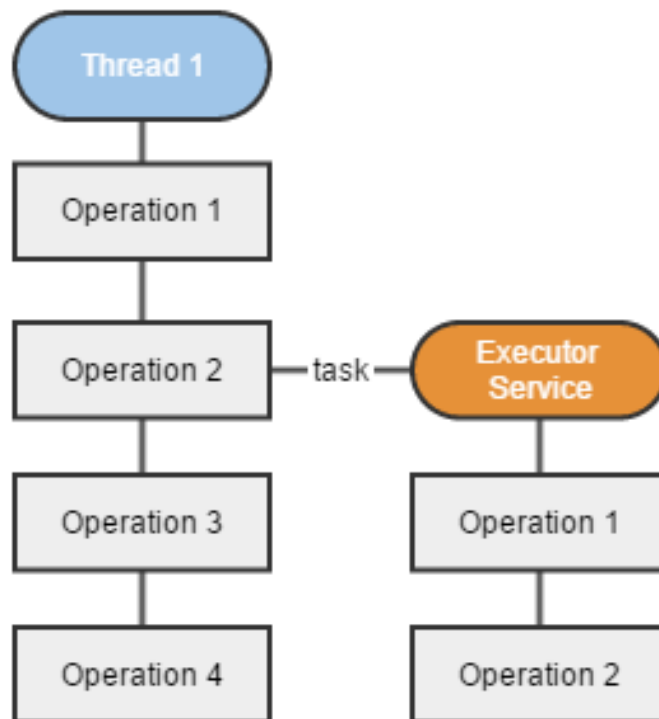 Thread 1
Operation 1
Operation 2
task
Executor
Service
Operation 3
Operation 1
Operation 4
Operation 2